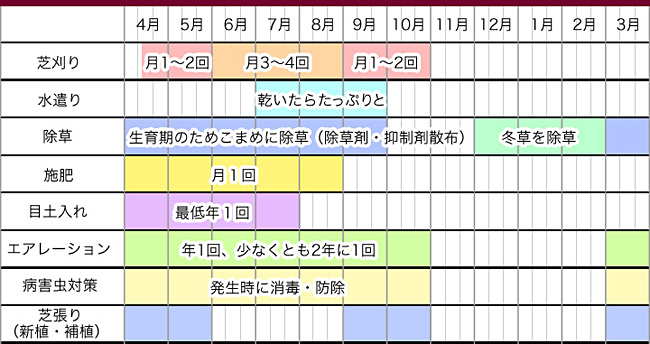 4月 5月 6月 7月 8月 9月 10月 11月 12月 1月 2月 3月
芝刈り 月1〜2回 月3〜4回 月1〜2回
水遣り 乾いたらたっぷりと
除草 生育期のためこまめに除草（除草剤・抑制剤散布） 冬草を除草
施肥 月1回
目土入れ 最低年1回
エアレーション 年1回、少なくとも2年に1回
病害虫対策 発生時に消毒・防除
芝張り
（新植・補植）